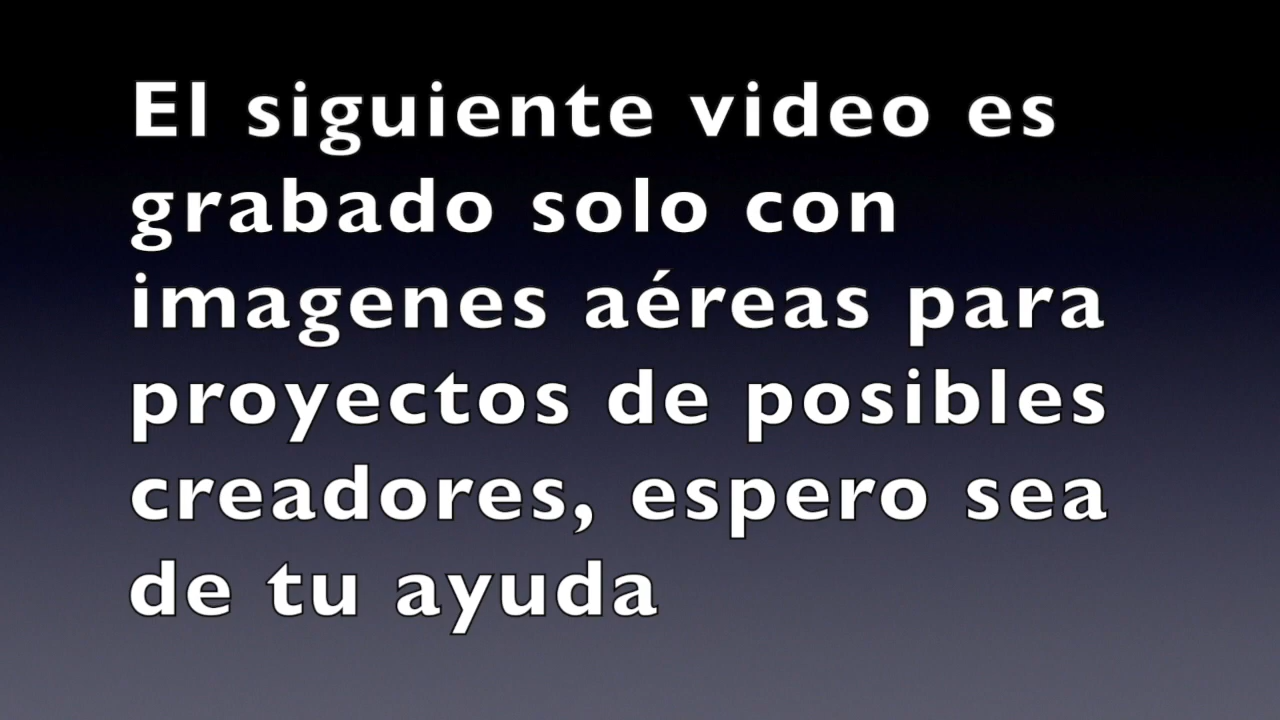 El siguiente video es
grabado solo con
imagenes aéreas para
proyectos de posibles
creadores, espero sea
de tu ayuda